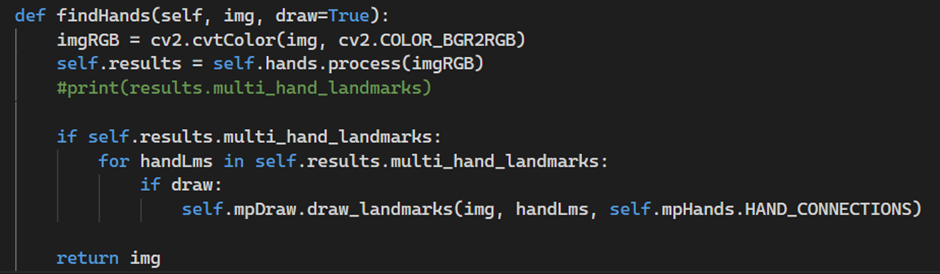 def findHands(self, img, draw=True):
    imgRGB = cv2.cvtColor(img, cv2.COLOR_BGR2RGB)
    self.results = self.hands.process(imgRGB)
    #print(results.multi_hand_landmarks)

    if self.results.multi_hand_landmarks:
        for handLms in self.results.multi_hand_landmarks:
            if draw:
                self.mpDraw.draw_landmarks(img, handLms, self.mpHands.HAND_CONNECTIONS)

    return img